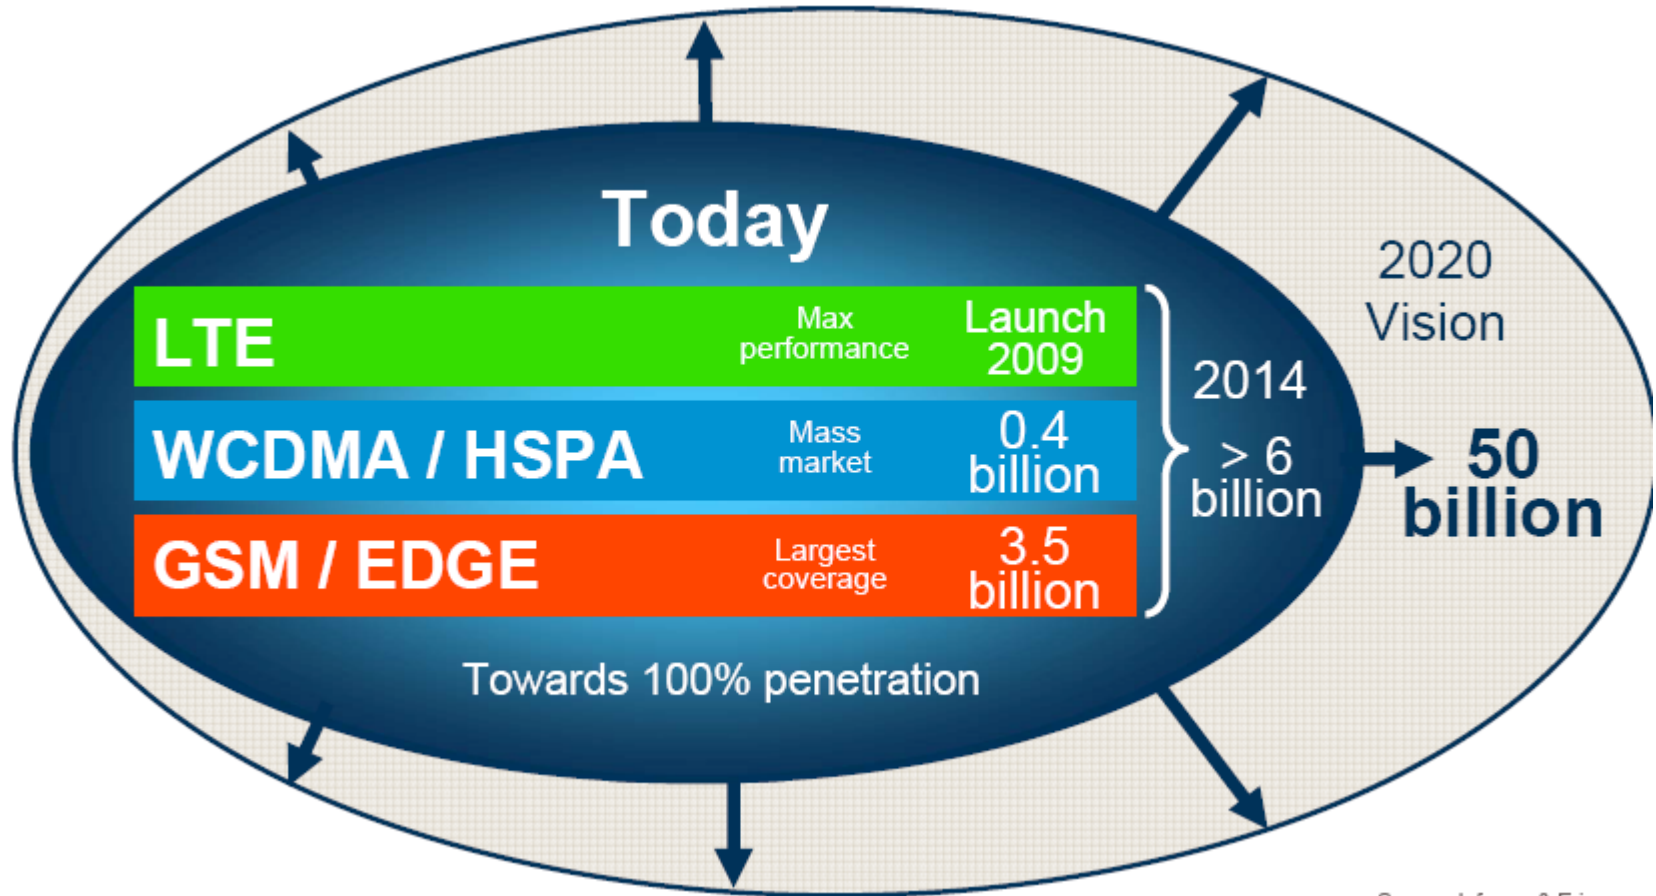 Today
LTE
Max
performance
Launch
2009
WCDMA / HSPA
Mass
market
0.4
billion
GSM / EDGE
Largest
coverage
3.5
billion
2014
> 6
billion
2020
Vision
50
billion
Towards 100% penetration